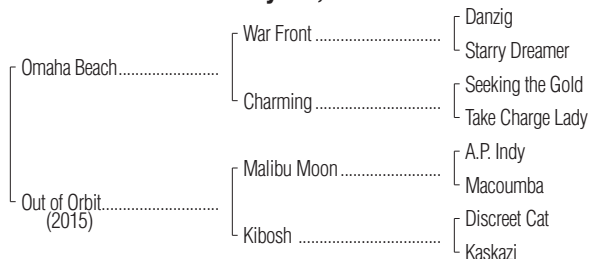 Danzig
War Front
Starry Dreamer
Omaha Beach
Seeking the Gold
Charming
Take Charge Lady
A.P. Indy
Malibu Moon
Macoumba
Out of Orbit
(2015)
Discreet Cat
Kibosh
Kaskazi